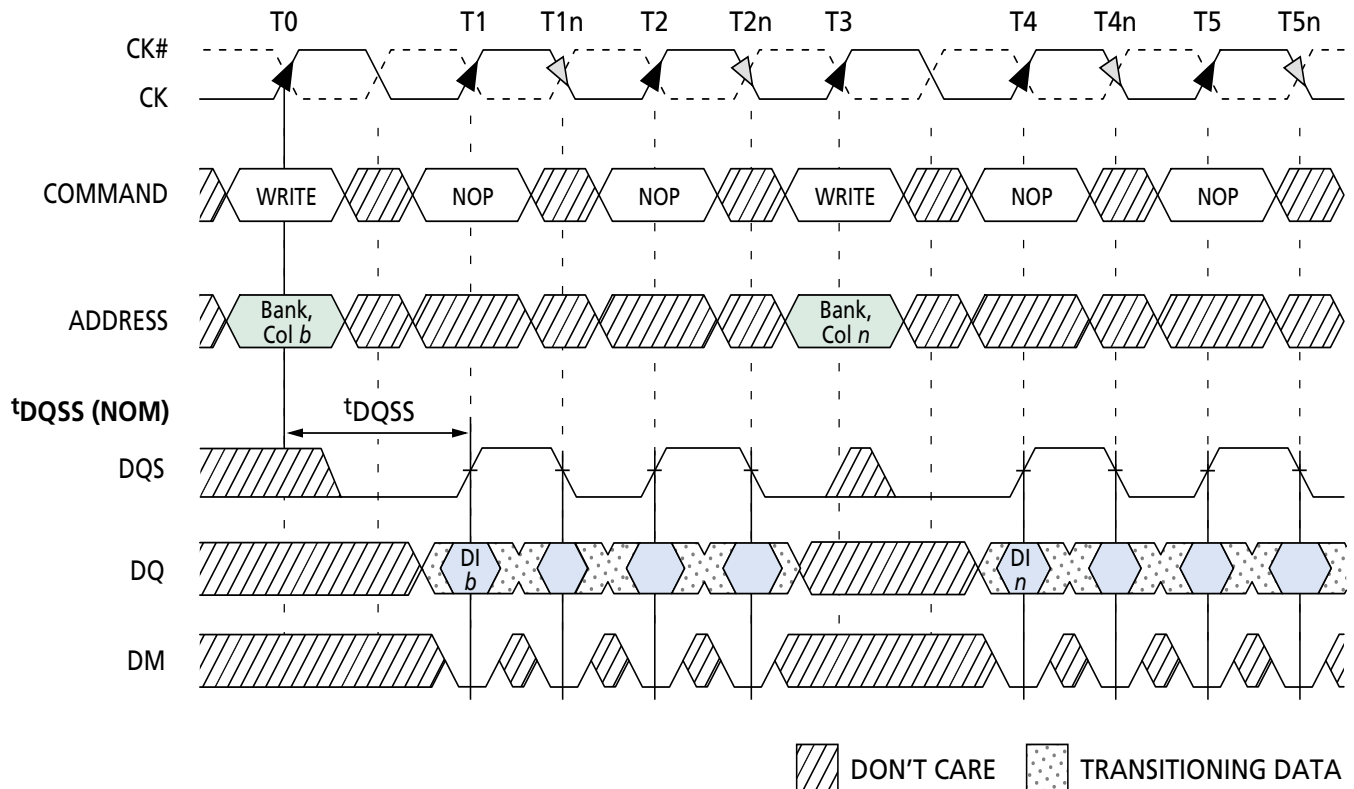 T0 T1 T1n T2 T2n T3 T4 T4n T5 T5n
CK#
CK
COMMAND WRITE NOP NOP WRITE NOP NOP
ADDRESS Bank, Col b Bank, Col n
tDQSS (NOM) tDQSS
DQS
DQ DI b DI n
DM
DON'T CARE TRANSITIONING DATA